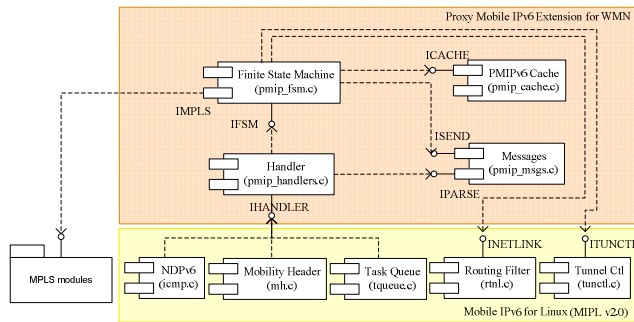 Proxy Mobile IPv6 Extension for WMN
ICACHE
Finite State Machine
(pmip_fsm.c)
PMIPv6 Cache
(pmip_cache.c)
IMPLS
IFSM
ISEND
Handler
(pmip_handlers.c)
Messages
(pmip_msgs.c)
IHANDLER
IPARSE
INETLINK
ITUNCTL
MPLS modules
NDPv6
(icmp.c)
Mobility Header
(mh.c)
Task Queue
(tqueue.c)
Routing Filter
(rtnl.c)
Tunnel Ctl
(tunctl.c)
Mobile IPv6 for Linux (MIPL v2.0)